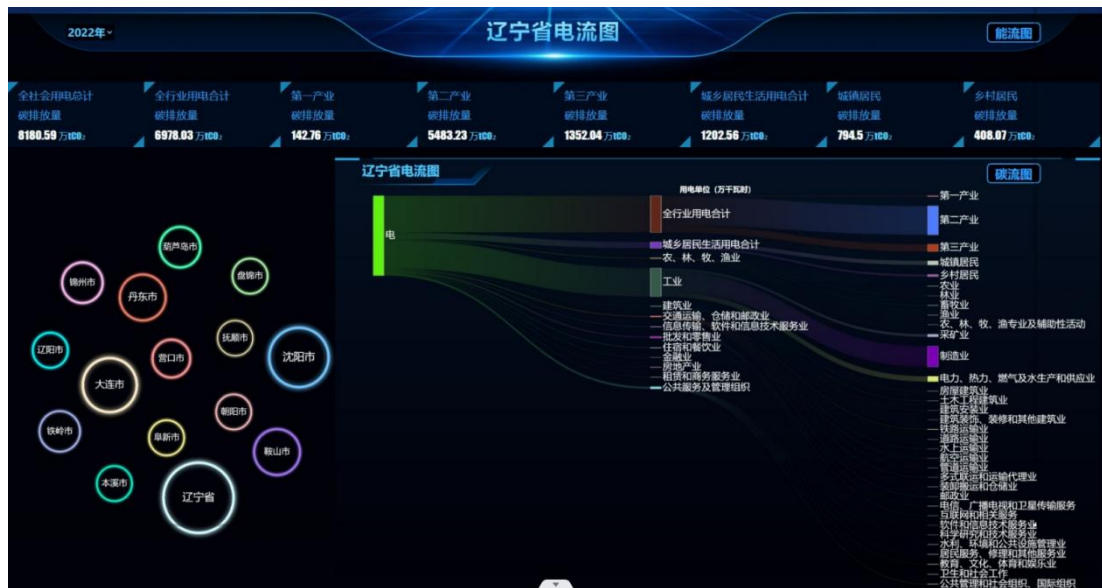 2022年
辽宁省电流图
能流图
全社会用电总计
碳排放量
8180.59 万tCO₂
全行业用电合计
碳排放量
6978.03 万tCO₂
第一产业
碳排放量
142.76 万tCO₂
第二产业
碳排放量
5483.23 万tCO₂
第三产业
碳排放量
1352.04 万tCO₂
城乡居民生活用电合计
碳排放量
1202.56 万tCO₂
城镇居民
碳排放量
794.5 万tCO₂
乡村居民
碳排放量
408.07 万tCO₂
葫芦岛市
锦州市
丹东市
盘锦市
辽阳市
抚顺市
营口市
沈阳市
大连市
朝阳市
铁岭市
阜新市
鞍山市
本溪市
辽宁省
辽宁省电流图
碳流图
用电单位（万千瓦时）
电
全行业用电合计
城乡居民生活用电合计
农、林、牧、渔业
工业
建筑业
交通运输、仓储和邮政业
信息传输、软件和信息技术服务业
批发和零售业
住宿和餐饮业
金融业
房地产业
租赁和商务服务业
公共服务及管理组织
第一产业
第二产业
第三产业
城镇居民
乡村居民
农业
林业
畜牧业
渔业
农、林、牧、渔专业及辅助性活动
采矿业
制造业
电力、热力、燃气及水生产和供应业
房屋建筑业
土木工程建筑业
建筑安装业
建筑装饰、装修和其他建筑业
铁路运输业
道路运输业
水上运输业
航空运输业
管道运输业
多式联运和运输代理业
装卸搬运和仓储业
邮政业
电信、广播电视和卫星传输服务
互联网和相关服务
软件和信息技术服务业
科学研究和技术服务业
水利、环境和公共设施管理业
居民服务、修理和其他服务业
教育、文化、体育和娱乐业
卫生和社会工作
公共管理和社会组织、国际组织